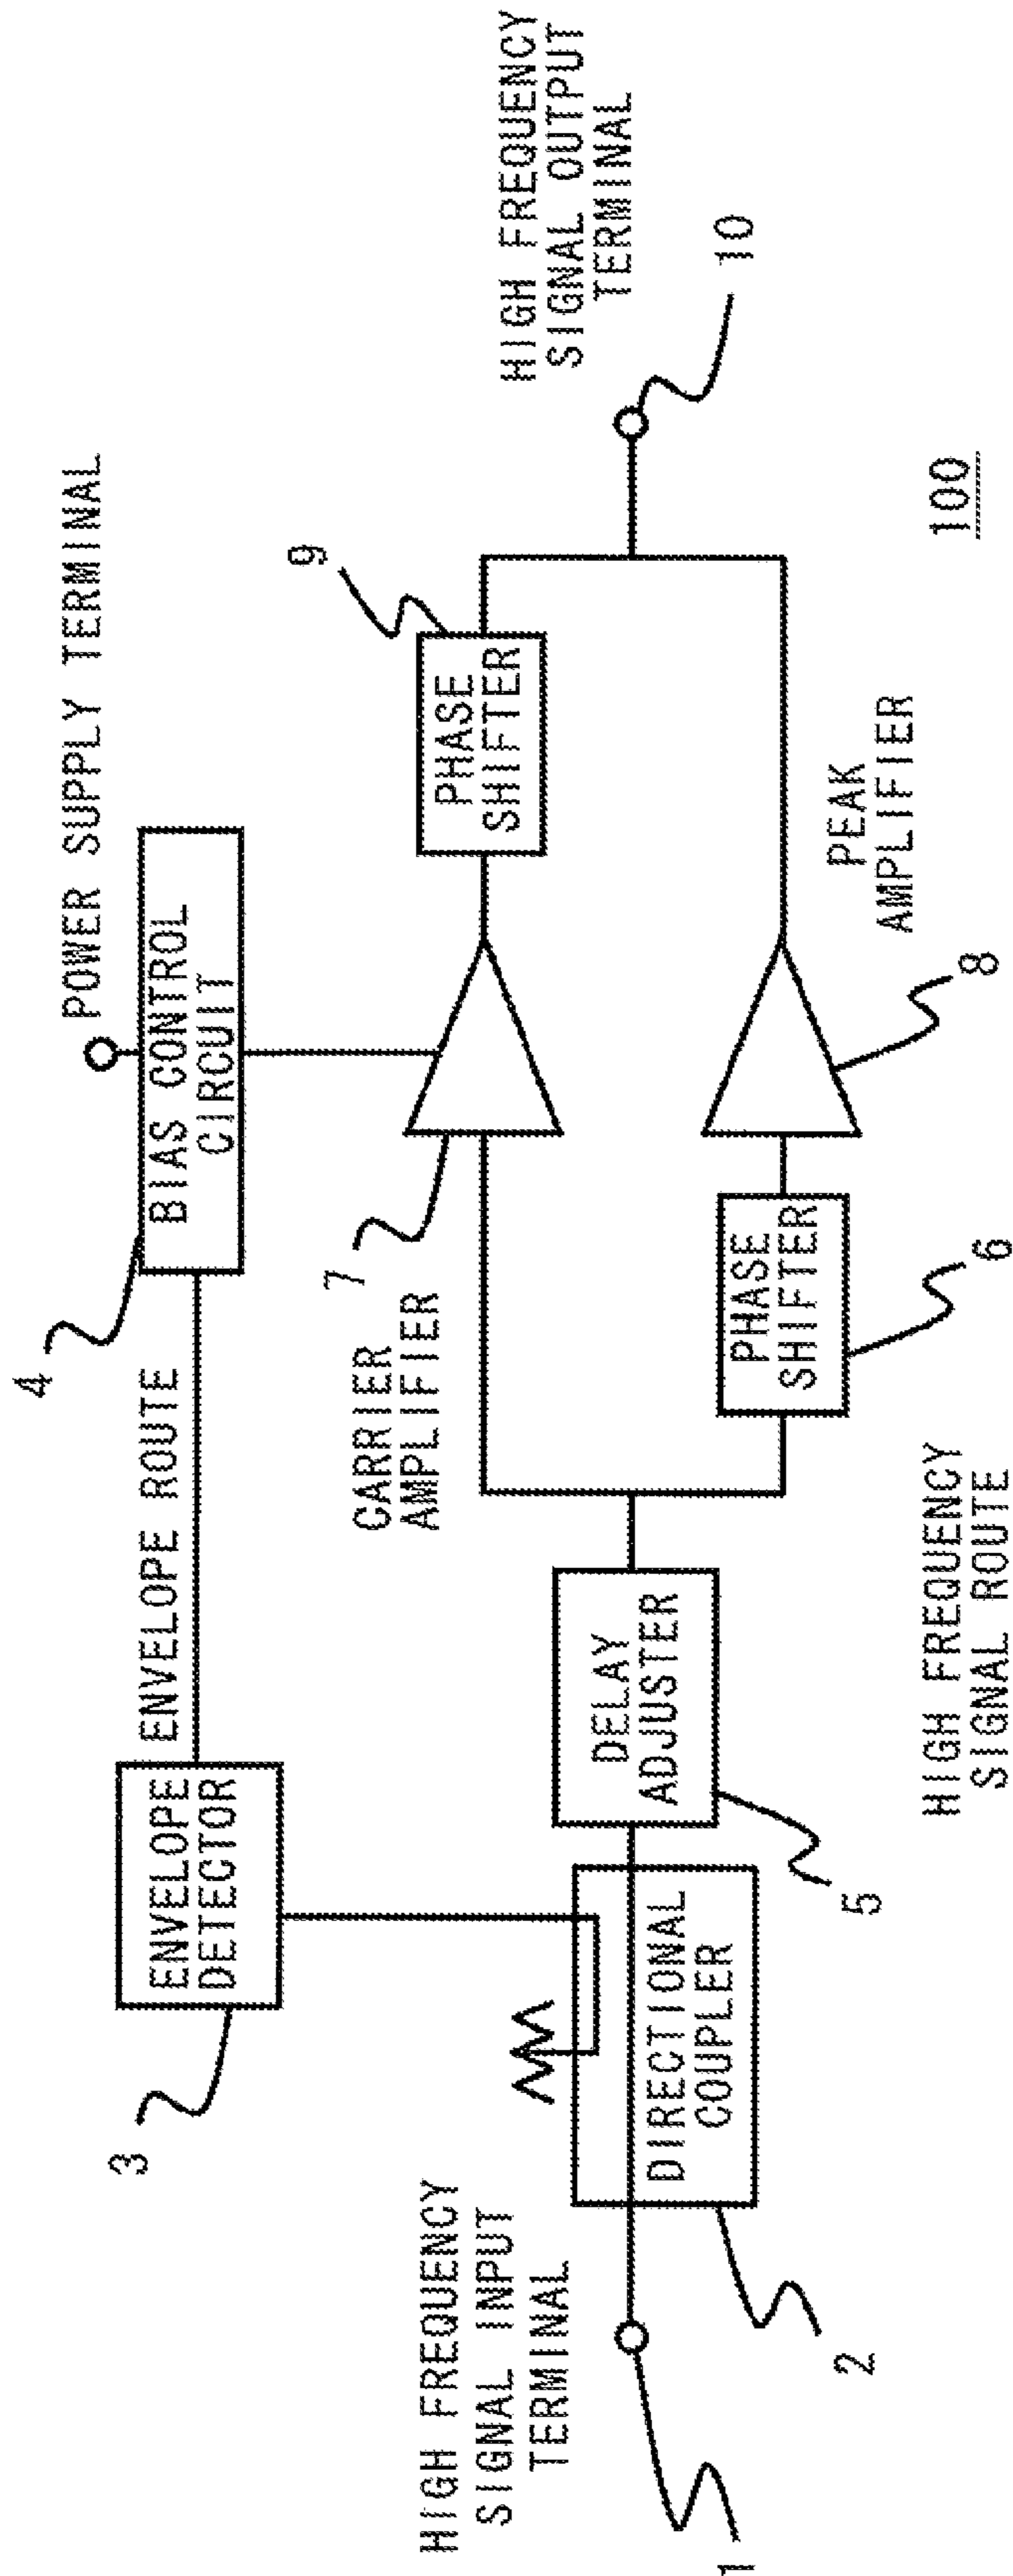 POWER SUPPLY TERMINAL
4
BIAS CONTROL
CIRCUIT
ENVELOPE ROUTE
3
ENVELOPE
DETECTOR
9
PHASE
SHIFTER
7
CARRIER
AMPLIFIER
HIGH FREQUENCY
SIGNAL INPUT
TERMINAL
HIGH FREQUENCY
SIGNAL OUTPUT
TERMINAL
10
1
DIRECTIONAL
COUPLER
2
DELAY
ADJUSTER
5
PHASE
SHIFTER
6
8
PEAK
AMPLIFIER
HIGH FREQUENCY
SIGNAL ROUTE
100